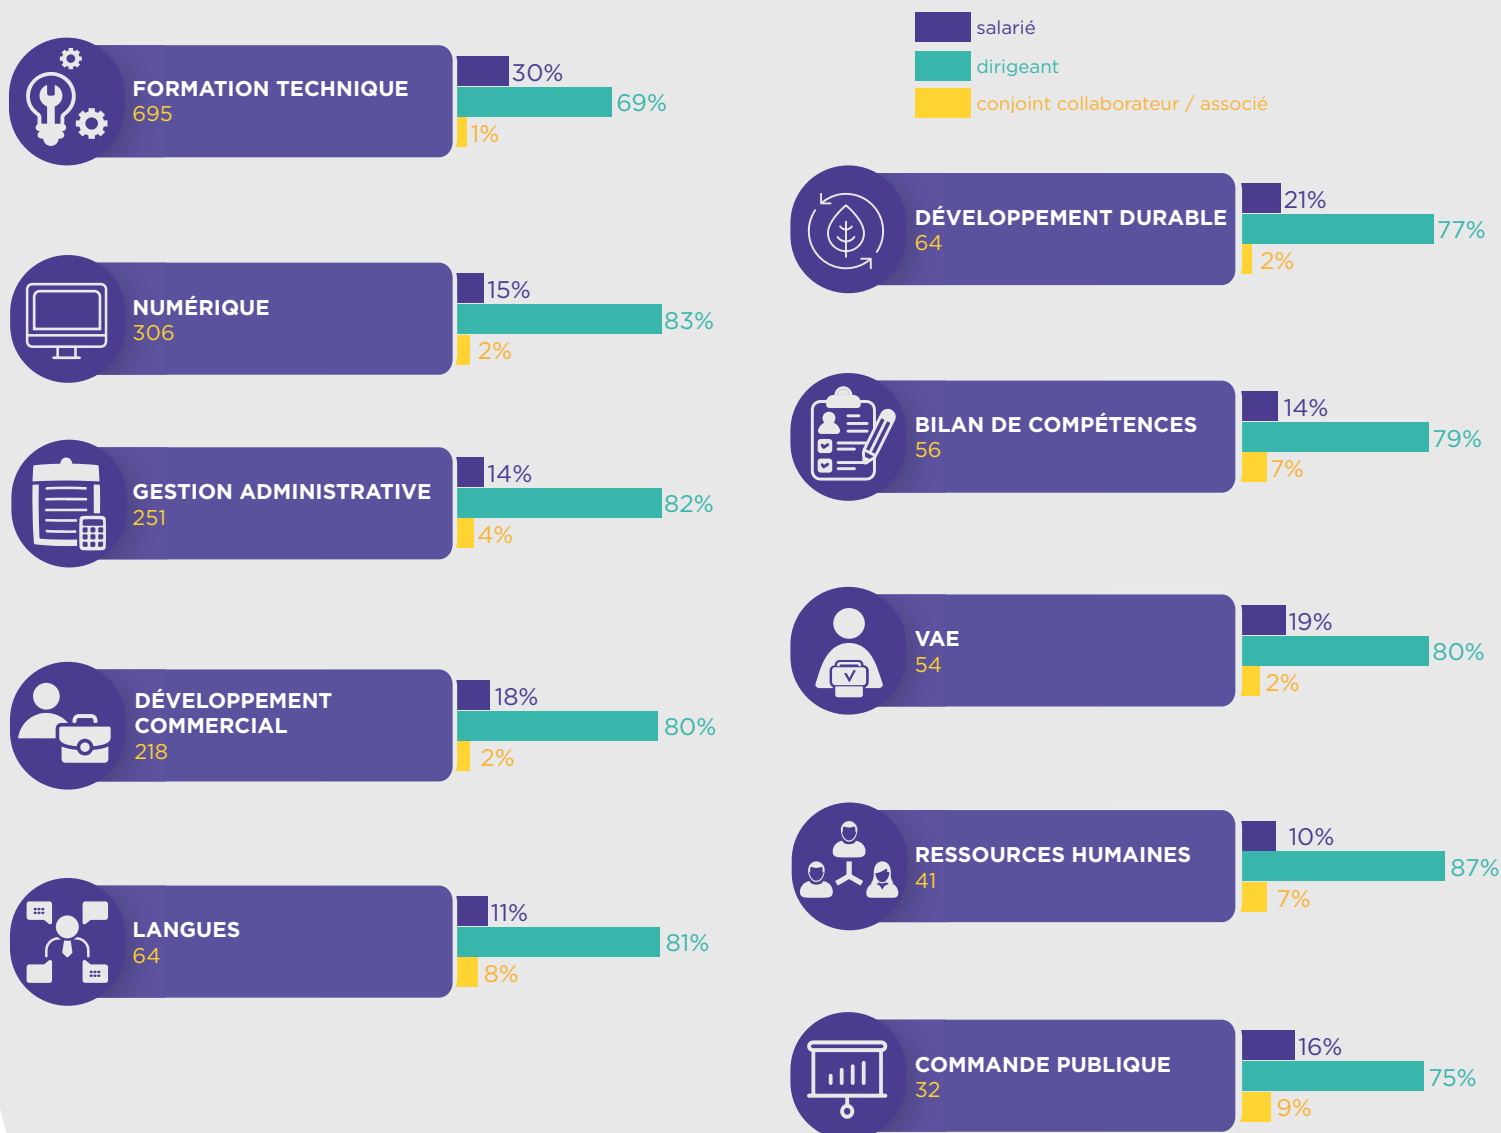 salarié
dirigeant
conjoint collaborateur / associé
FORMATION TECHNIQUE
695
30%
69%
1%
NUMÉRIQUE
306
15%
83%
2%
GESTION ADMINISTRATIVE
251
14%
82%
4%
DÉVELOPPEMENT
COMMERCIAL
218
18%
80%
2%
LANGUES
64
11%
81%
8%
DÉVELOPPEMENT DURABLE
64
21%
77%
2%
BILAN DE COMPÉTENCES
56
14%
79%
7%
VAE
54
19%
80%
2%
RESSOURCES HUMAINES
41
10%
87%
7%
COMMANDE PUBLIQUE
32
16%
75%
9%